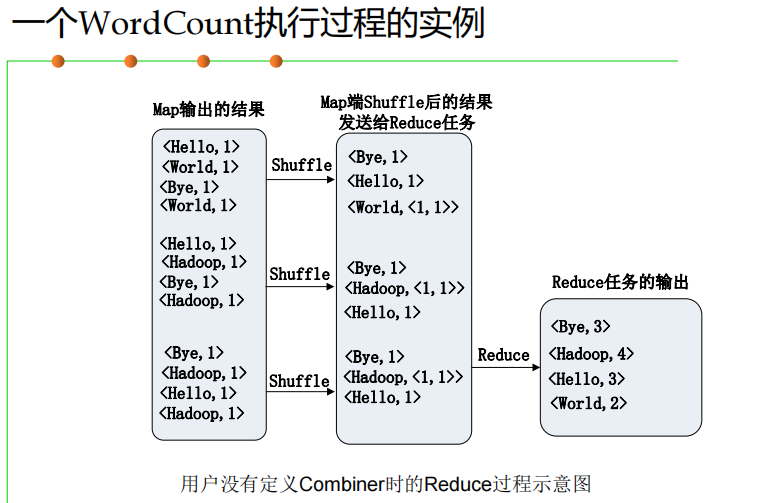 一个WordCount执行过程的实例
Map输出的结果
<Hello,1>
<World,1>
<Bye,1>
<World,1>
<Hello,1>
<Hadoop,1>
<Bye,1>
<Hadoop,1>
<Bye,1>
<Hadoop,1>
<Hello,1>
<Hadoop,1>
Shuffle
Shuffle
Shuffle
Map端Shuffle后的结果
发送给Reduce任务
<Bye,1>
<Hello,1>
<World,<1,1>>
<Bye,1>
<Hadoop,<1,1>>
<Hello,1>
<Bye,1>
<Hadoop,<1,1>>
<Hello,1>
Reduce
Reduce任务的输出
<Bye,3>
<Hadoop,4>
<Hello,3>
<World,2>
用户没有定义Combiner时的Reduce过程示意图